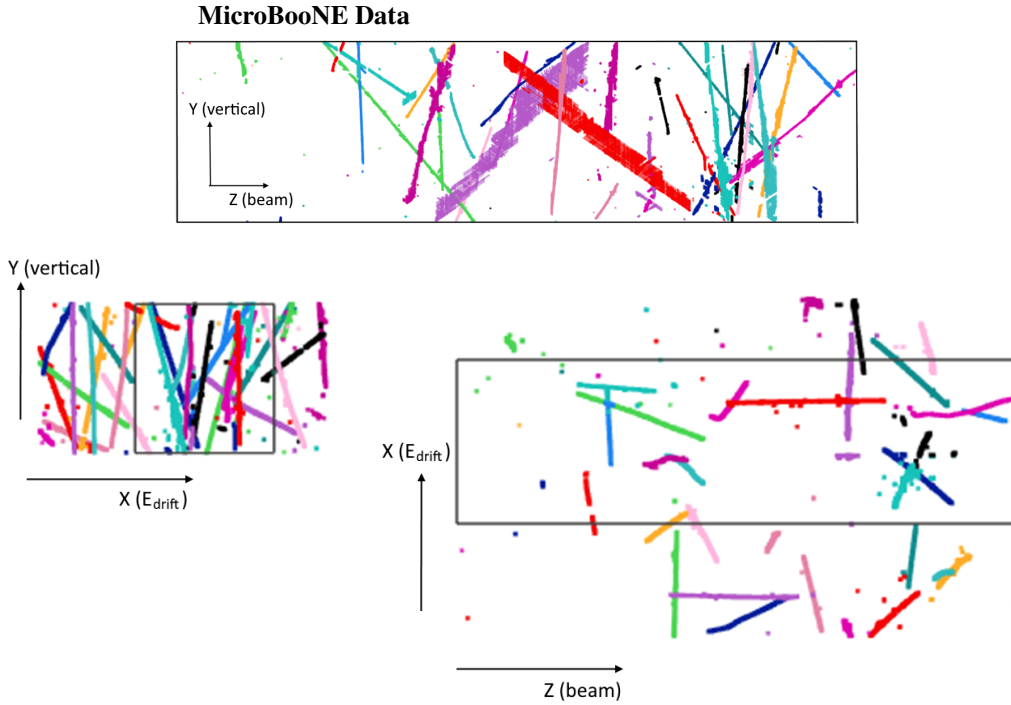 MicroBooNE Data
Y (vertical)
Z (beam)
Y (vertical)
X (E_drift)
X (E_drift)
Z (beam)